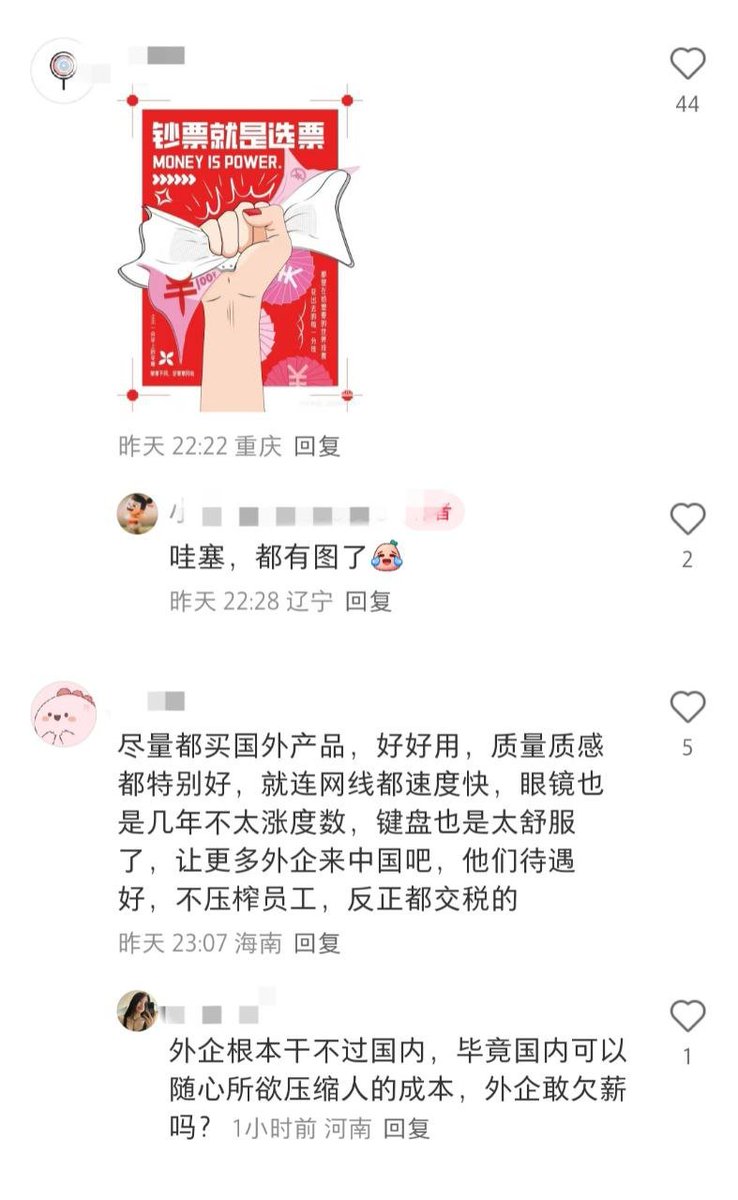 44
钞票就是选票
MONEY IS POWER.
100
昨天 22:22 重庆 回复
小
者
哇塞，都有图了
2
昨天 22:28 辽宁 回复
尽量都买国外产品，好好用，质量质感
5
都特别好，就连网线都速度快，眼镜也
是几年不太涨度数，键盘也是太舒服
了，让更多外企来中国吧，他们待遇
好，不压榨员工，反正都交税的
昨天 23:07 海南 回复
外企根本干不过国内，毕竟国内可以
1
随心所欲压缩人的成本，外企敢欠薪
吗？ 1小时前 河南 回复